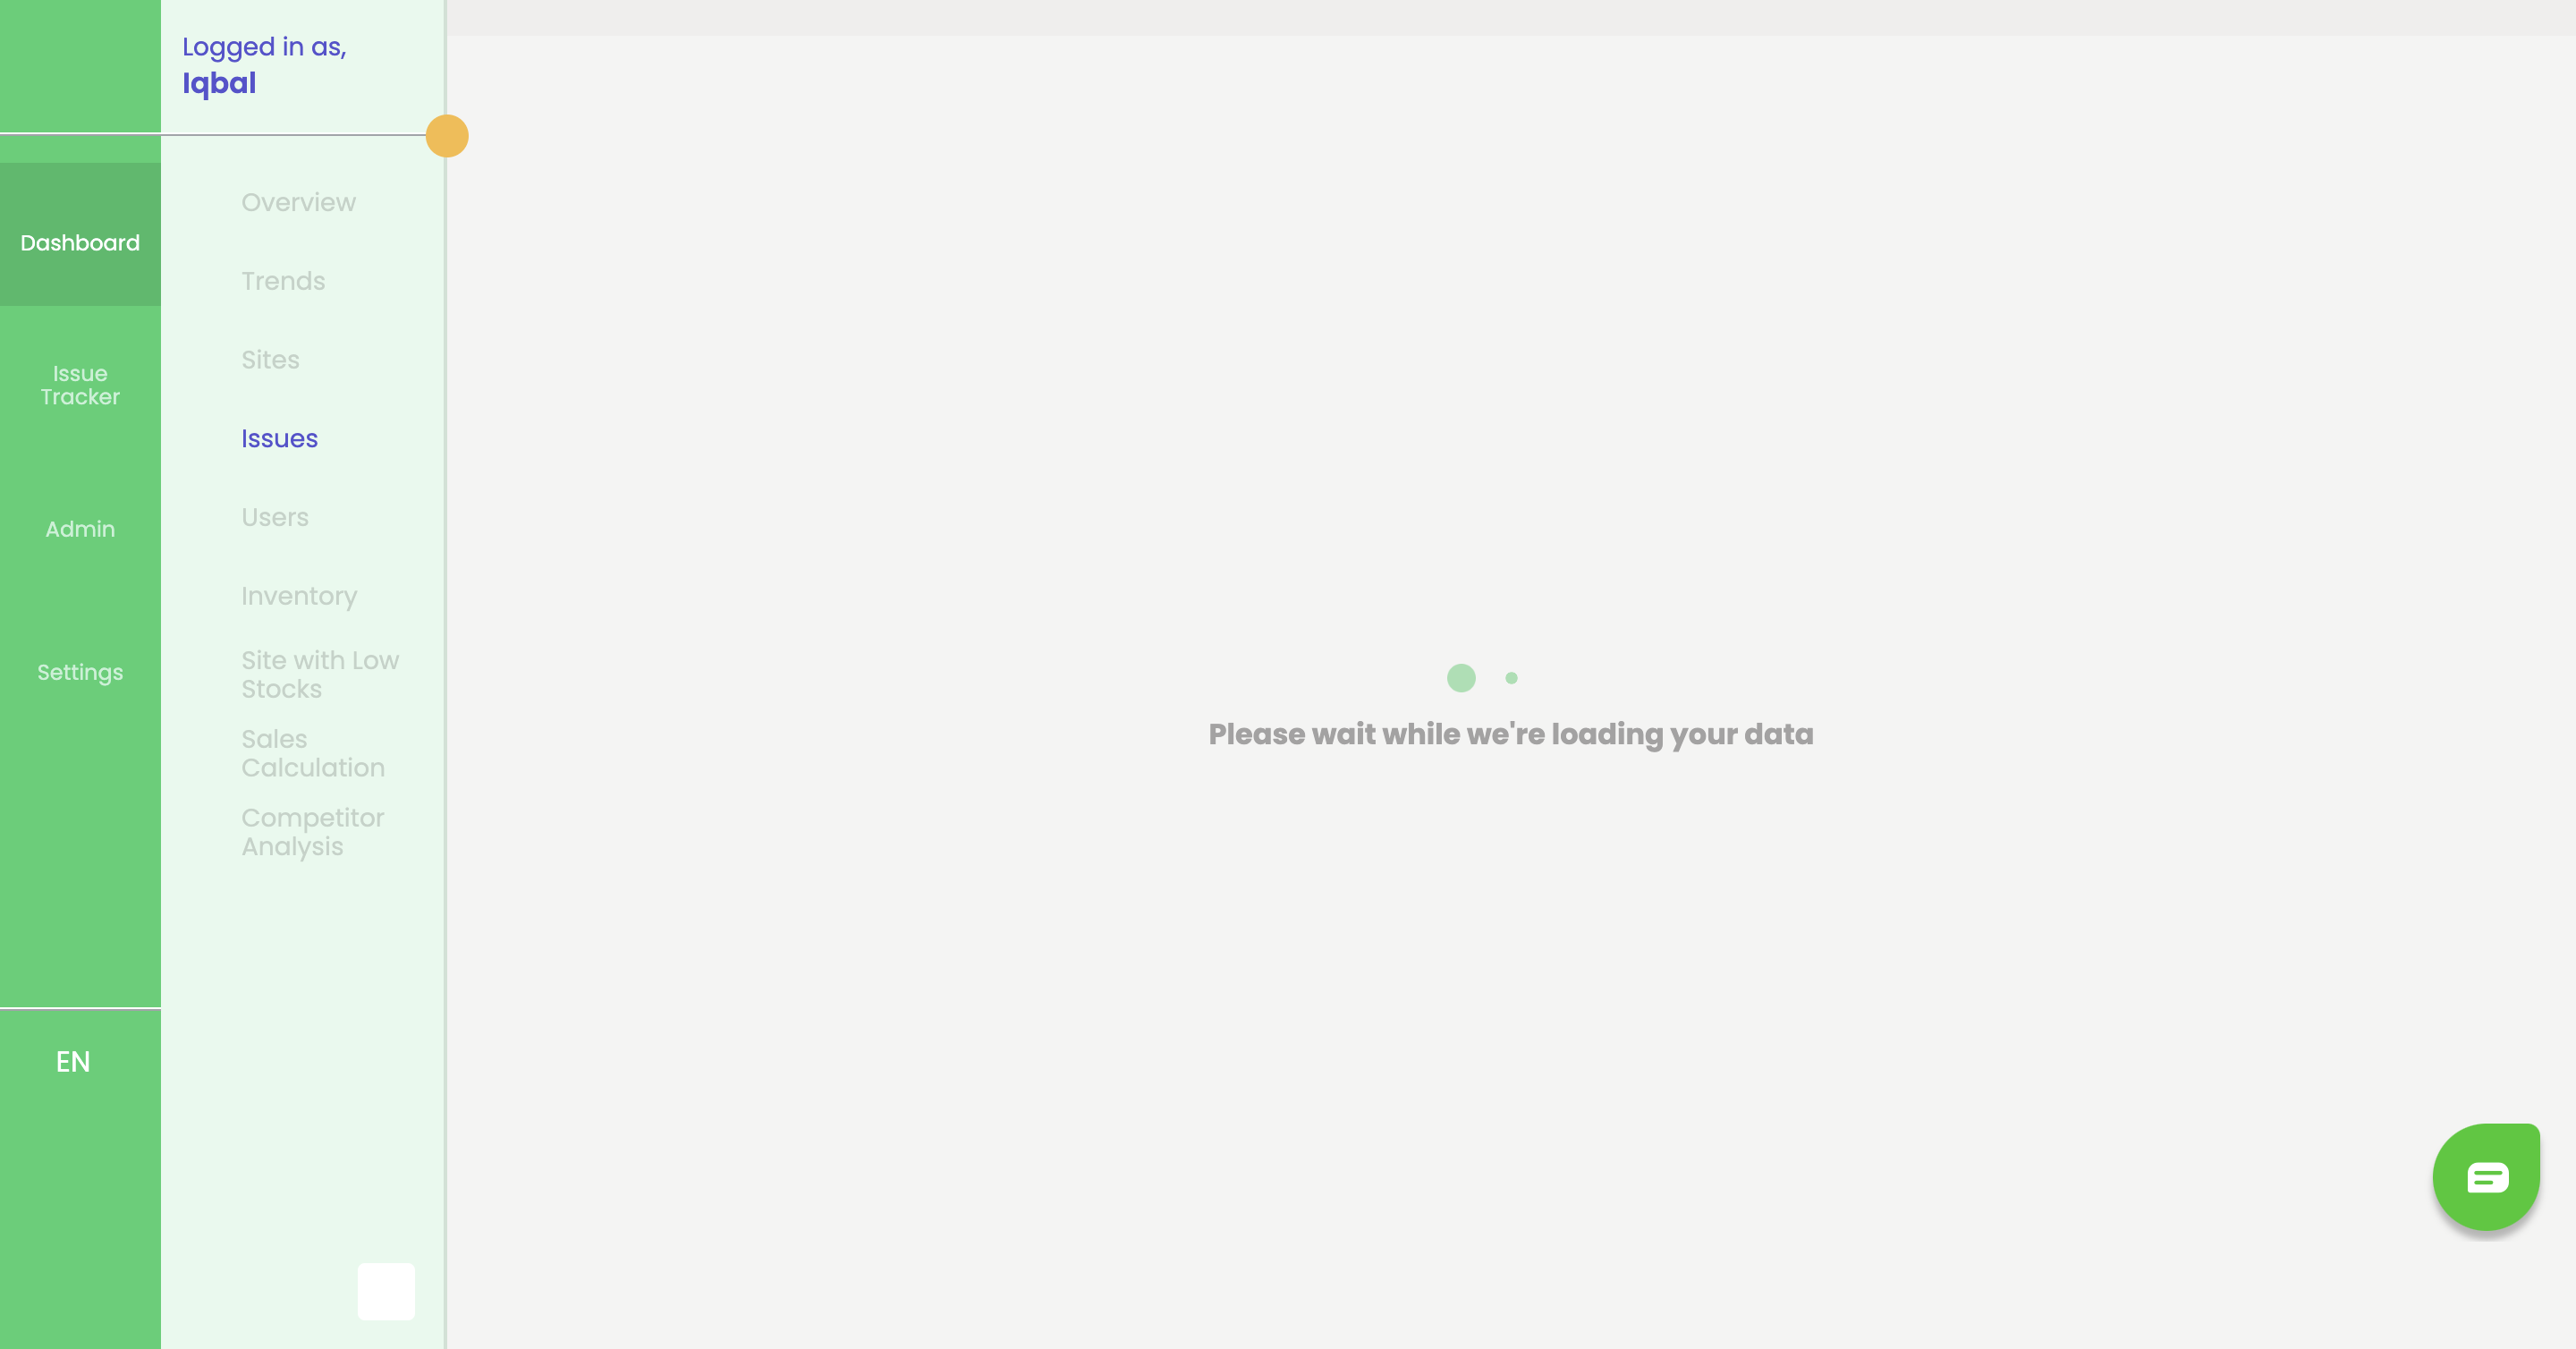 Logged in as,
Iqbal
Dashboard
Issue
Tracker
Admin
Settings
EN
Overview
Trends
Sites
Issues
Users
Inventory
Site with Low
Stocks
Sales
Calculation
Competitor
Analysis
Please wait while we're loading your data